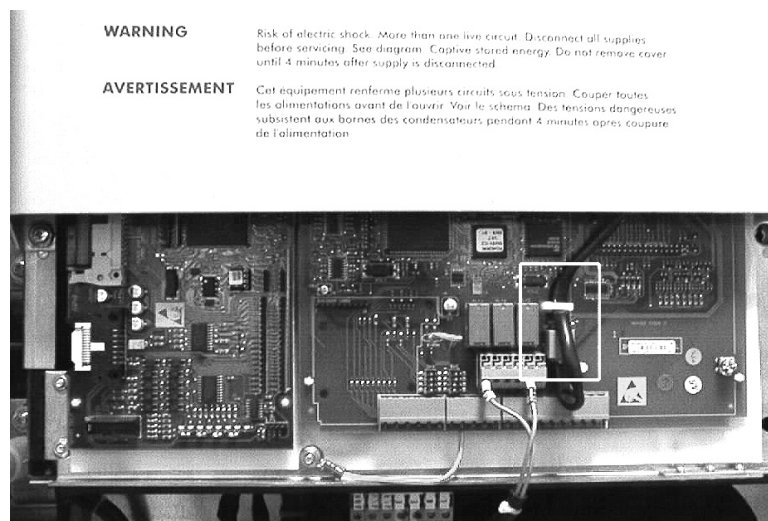 WARNING
Risk of electric shock. More than one live circuit. Disconnect all supplies
before servicing. See diagram. Captive stored energy. Do not remove cover
until 4 minutes after supply is disconnected.
AVERTISSEMENT
Cet équipement renferme plusieurs circuits sous tension. Couper toutes
les alimentations avant de l'ouvrir. Voir le schema. Des tensions dangereuses
subsistent aux bornes des condensateurs pendant 4 minutes apres coupure
de l'alimentation